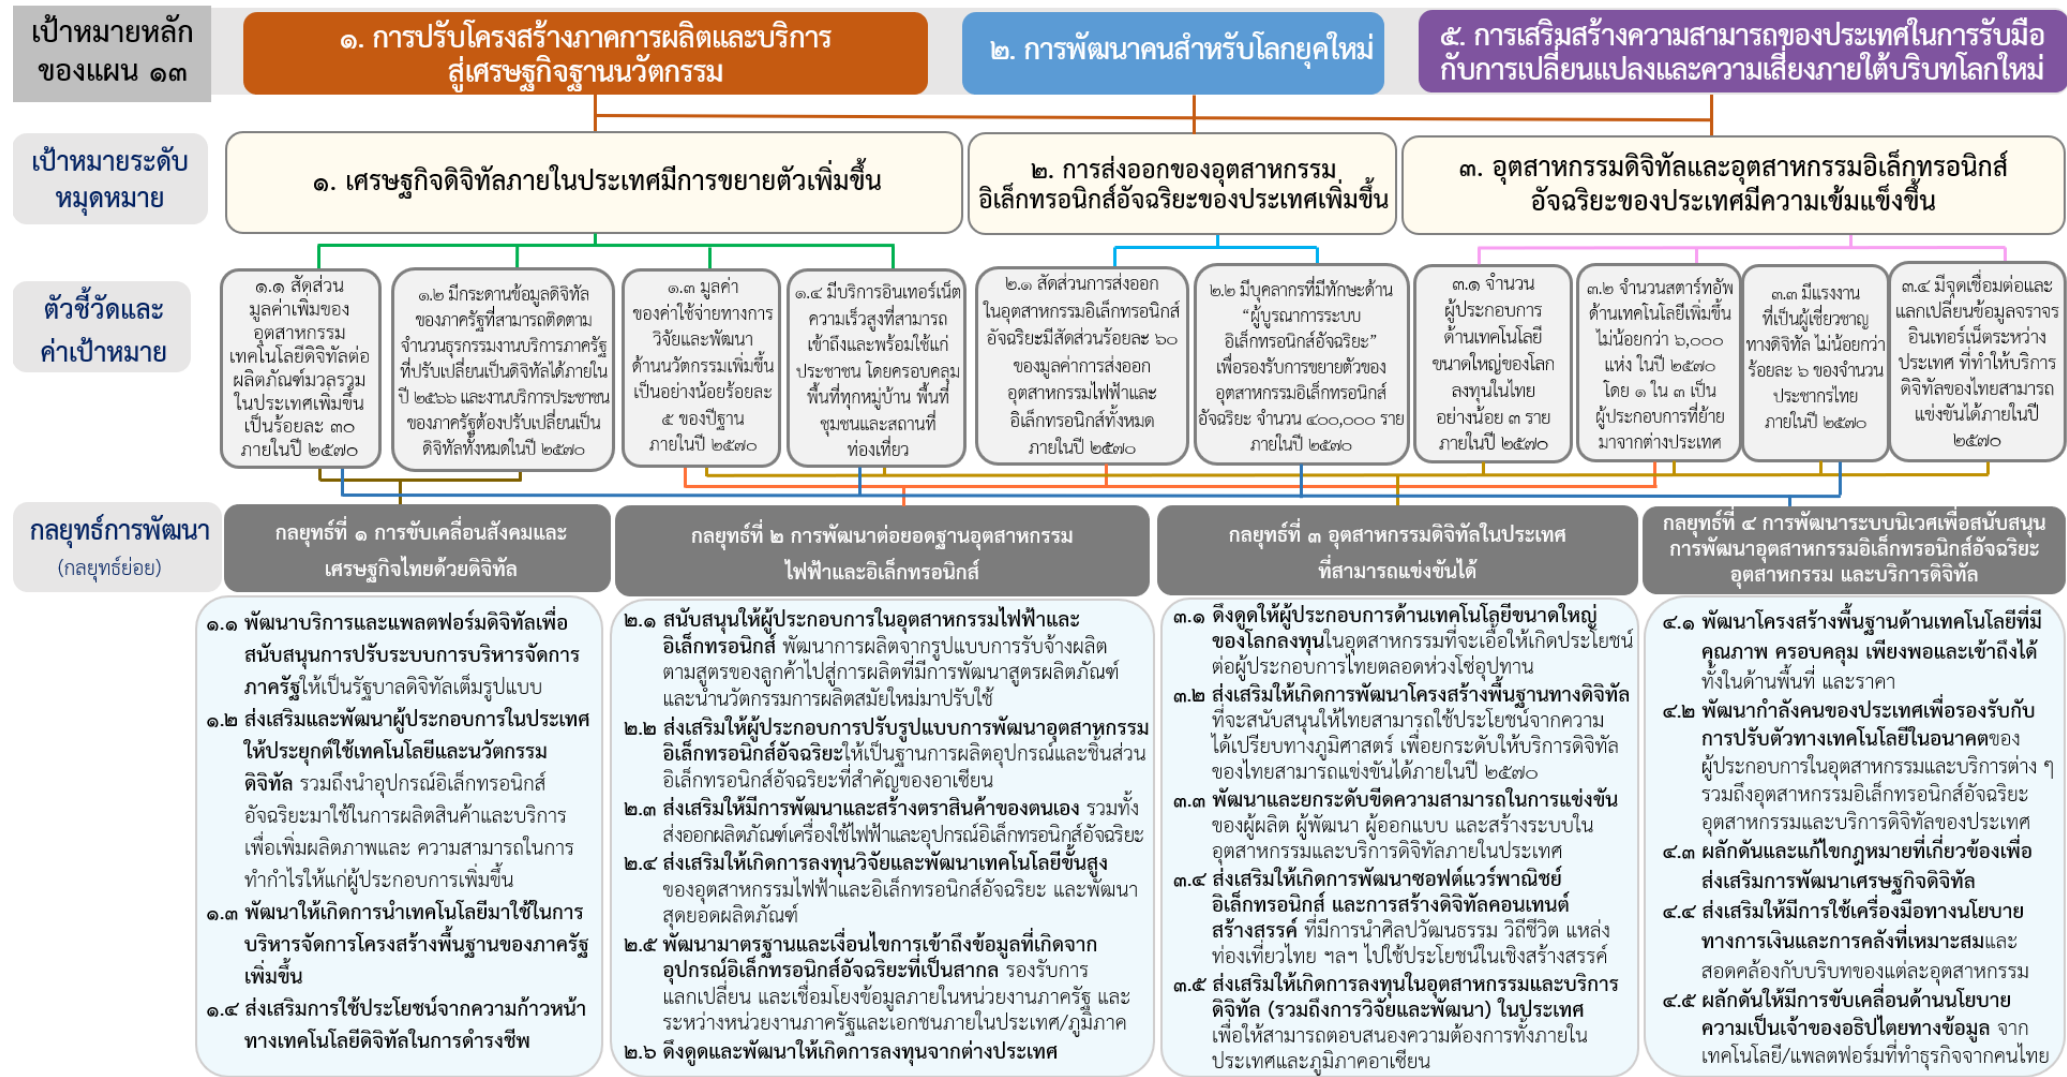 เป้าหมายหลัก
ของแผน ๑๓
๑. การปรับโครงสร้างภาคการผลิตและบริการ
สู่เศรษฐกิจฐานนวัตกรรม
๒. การพัฒนาคนสำหรับโลกยุคใหม่
๕. การเสริมสร้างความสามารถของประเทศในการรับมือ
กับการเปลี่ยนแปลงและความเสี่ยงภายใต้บริบทโลกใหม่
เป้าหมายระดับ
หมุดหมาย
๑. เศรษฐกิจดิจิทัลภายในประเทศมีการขยายตัวเพิ่มขึ้น
๒. การส่งออกของอุตสาหกรรม
อิเล็กทรอนิกส์อัจฉริยะของประเทศเพิ่มขึ้น
๓. อุตสาหกรรมดิจิทัลและอุตสาหกรรมอิเล็กทรอนิกส์
อัจฉริยะของประเทศมีความเข้มแข็งขึ้น
ตัวชี้วัดและ
ค่าเป้าหมาย
๑.๑ สัดส่วน
มูลค่าเพิ่มของ
อุตสาหกรรม
เทคโนโลยีดิจิทัลต่อ
ผลิตภัณฑ์มวลรวม
ในประเทศเพิ่มขึ้น
เป็นร้อยละ ๓๐
ภายในปี ๒๕๗๐
๑.๒ มีกระดานข้อมูลดิจิทัล
ของภาครัฐที่สามารถติดตาม
จำนวนธุรกรรมงานบริการภาครัฐ
ที่ปรับเปลี่ยนเป็นดิจิทัลได้ภายใน
ปี ๒๕๖๖ และงานบริการประชาชน
ของภาครัฐต้องปรับเปลี่ยนเป็น
ดิจิทัลทั้งหมดในปี ๒๕๗๐
๑.๓ มูลค่า
ของค่าใช้จ่ายทางการ
วิจัยและพัฒนา
ด้านนวัตกรรมเพิ่มขึ้น
เป็นอย่างน้อยร้อยละ
๕ ของปีฐาน
ภายในปี ๒๕๗๐
๑.๔ มีบริการอินเทอร์เน็ต
ความเร็วสูงที่สามารถ
เข้าถึงและพร้อมใช้แก่
ประชาชน โดยครอบคลุม
พื้นที่ทุกหมู่บ้าน พื้นที่
ชุมชนและสถานที่
ท่องเที่ยว
๒.๑ สัดส่วนการส่งออก
ในอุตสาหกรรมอิเล็กทรอนิกส์
อัจฉริยะมีสัดส่วนร้อยละ ๖๐
ของมูลค่าการส่งออก
อุตสาหกรรมไฟฟ้าและ
อิเล็กทรอนิกส์ทั้งหมด
ภายในปี ๒๕๗๐
๒.๒ มีบุคลากรที่มีทักษะด้าน
“ผู้บูรณาการระบบ
อิเล็กทรอนิกส์อัจฉริยะ”
เพื่อรองรับการขยายตัวของ
อุตสาหกรรมอิเล็กทรอนิกส์
อัจฉริยะ จำนวน ๔๐๐,๐๐๐ ราย
ภายในปี ๒๕๗๐
๓.๑ จำนวน
ผู้ประกอบการ
ด้านเทคโนโลยี
ขนาดใหญ่ของโลก
ลงทุนในไทย
อย่างน้อย ๓ ราย
ภายในปี ๒๕๗๐
๓.๒ จำนวนสตาร์ทอัพ
ด้านเทคโนโลยีเพิ่มขึ้น
ไม่น้อยกว่า ๖,๐๐๐
แห่ง ในปี ๒๕๗๐
โดย ๑ ใน ๓ เป็น
ผู้ประกอบการที่ย้าย
มาจากต่างประเทศ
๓.๓ มีแรงงาน
ที่เป็นผู้เชี่ยวชาญ
ทางดิจิทัล ไม่น้อยกว่า
ร้อยละ ๖ ของจำนวน
ประชากรไทย
ภายในปี ๒๕๗๐
๓.๔ มีจุดเชื่อมต่อและ
แลกเปลี่ยนข้อมูลจราจร
อินเทอร์เน็ตระหว่าง
ประเทศ ที่ทำให้บริการ
ดิจิทัลของไทยสามารถ
แข่งขันได้ภายในปี
๒๕๗๐
กลยุทธ์การพัฒนา
(กลยุทธ์ย่อย)
กลยุทธ์ที่ ๑ การขับเคลื่อนสังคมและ
เศรษฐกิจไทยด้วยดิจิทัล
กลยุทธ์ที่ ๒ การพัฒนาต่อยอดฐานอุตสาหกรรม
ไฟฟ้าและอิเล็กทรอนิกส์
กลยุทธ์ที่ ๓ อุตสาหกรรมดิจิทัลในประเทศ
ที่สามารถแข่งขันได้
กลยุทธ์ที่ ๔ การพัฒนาระบบนิเวศเพื่อสนับสนุน
การพัฒนาอุตสาหกรรมอิเล็กทรอนิกส์อัจฉริยะ
อุตสาหกรรม และบริการดิจิทัล
๑.๑ พัฒนาบริการและแพลตฟอร์มดิจิทัลเพื่อ
สนับสนุนการปรับระบบการบริหารจัดการ
ภาครัฐให้เป็นรัฐบาลดิจิทัลเต็มรูปแบบ
๑.๒ ส่งเสริมและพัฒนาผู้ประกอบการในประเทศ
ให้ประยุกต์ใช้เทคโนโลยีและนวัตกรรม
ดิจิทัล รวมถึงนำอุปกรณ์อิเล็กทรอนิกส์
อัจฉริยะมาใช้ในการผลิตสินค้าและบริการ
เพื่อเพิ่มผลิตภาพและ ความสามารถในการ
ทำกำไรให้แก่ผู้ประกอบการเพิ่มขึ้น
๑.๓ พัฒนาให้เกิดการนำเทคโนโลยีมาใช้ในการ
บริหารจัดการโครงสร้างพื้นฐานของภาครัฐ
เพิ่มขึ้น
๑.๔ ส่งเสริมการใช้ประโยชน์จากความก้าวหน้า
ทางเทคโนโลยีดิจิทัลในการดำรงชีพ
๒.๑ สนับสนุนให้ผู้ประกอบการในอุตสาหกรรมไฟฟ้าและ
อิเล็กทรอนิกส์ พัฒนาการผลิตจากรูปแบบการรับจ้างผลิต
ตามสูตรของลูกค้าไปสู่การผลิตที่มีการพัฒนาสูตรผลิตภัณฑ์
และนำนวัตกรรมการผลิตสมัยใหม่มาปรับใช้
๒.๒ ส่งเสริมให้ผู้ประกอบการปรับรูปแบบการพัฒนาอุตสาหกรรม
อิเล็กทรอนิกส์อัจฉริยะให้เป็นฐานการผลิตอุปกรณ์และชิ้นส่วน
อิเล็กทรอนิกส์อัจฉริยะที่สำคัญของอาเซียน
๒.๓ ส่งเสริมให้มีการพัฒนาและสร้างตราสินค้าของตนเอง รวมทั้ง
ส่งออกผลิตภัณฑ์เครื่องใช้ไฟฟ้าและอุปกรณ์อิเล็กทรอนิกส์อัจฉริยะ
๒.๔ ส่งเสริมให้เกิดการลงทุนวิจัยและพัฒนาเทคโนโลยีขั้นสูง
ของอุตสาหกรรมไฟฟ้าและอิเล็กทรอนิกส์อัจฉริยะ และพัฒนา
สุดยอดผลิตภัณฑ์
๒.๕ พัฒนามาตรฐานและเงื่อนไขการเข้าถึงข้อมูลที่เกิดจาก
อุปกรณ์อิเล็กทรอนิกส์อัจฉริยะที่เป็นสากล รองรับการ
แลกเปลี่ยน และเชื่อมโยงข้อมูลภายในหน่วยงานภาครัฐ และ
ระหว่างหน่วยงานภาครัฐและเอกชนภายในประเทศ/ภูมิภาค
๒.๖ ดึงดูดและพัฒนาให้เกิดการลงทุนจากต่างประเทศ
๓.๑ ดึงดูดให้ผู้ประกอบการด้านเทคโนโลยีขนาดใหญ่
ของโลกลงทุนในอุตสาหกรรมที่จะเอื้อให้เกิดประโยชน์
ต่อผู้ประกอบการไทยตลอดห่วงโซ่อุปทาน
๓.๒ ส่งเสริมให้เกิดการพัฒนาโครงสร้างพื้นฐานทางดิจิทัล
ที่จะสนับสนุนให้ไทยสามารถใช้ประโยชน์จากความ
ได้เปรียบทางภูมิศาสตร์ เพื่อยกระดับให้บริการดิจิทัล
ของไทยสามารถแข่งขันได้ภายในปี ๒๕๗๐
๓.๓ พัฒนาและยกระดับขีดความสามารถในการแข่งขัน
ของผู้ผลิต ผู้พัฒนา ผู้ออกแบบ และสร้างระบบใน
อุตสาหกรรมและบริการดิจิทัลภายในประเทศ
๓.๔ ส่งเสริมให้เกิดการพัฒนาซอฟต์แวร์พาณิชย์
อิเล็กทรอนิกส์ และการสร้างดิจิทัลคอนเทนต์
สร้างสรรค์ ที่มีการนำศิลปวัฒนธรรม วิถีชีวิต แหล่ง
ท่องเที่ยวไทย ฯลฯ ไปใช้ประโยชน์ในเชิงสร้างสรรค์
๓.๕ ส่งเสริมให้เกิดการลงทุนในอุตสาหกรรมและบริการ
ดิจิทัล (รวมถึงการวิจัยและพัฒนา) ในประเทศ
เพื่อให้สามารถตอบสนองความต้องการทั้งภายใน
ประเทศและภูมิภาคอาเซียน
๔.๑ พัฒนาโครงสร้างพื้นฐานด้านเทคโนโลยีที่มี
คุณภาพ ครอบคลุม เพียงพอและเข้าถึงได้
ทั้งในด้านพื้นที่ และราคา
๔.๒ พัฒนากำลังคนของประเทศเพื่อรองรับกับ
การปรับตัวทางเทคโนโลยีในอนาคตของ
ผู้ประกอบการในอุตสาหกรรมและบริการต่าง ๆ
รวมถึงอุตสาหกรรมอิเล็กทรอนิกส์อัจฉริยะ
อุตสาหกรรมและบริการดิจิทัลของประเทศ
๔.๓ ผลักดันและแก้ไขกฎหมายที่เกี่ยวข้องเพื่อ
ส่งเสริมการพัฒนาเศรษฐกิจดิจิทัล
๔.๔ ส่งเสริมให้มีการใช้เครื่องมือทางนโยบาย
ทางการเงินและการคลังที่เหมาะสมและ
สอดคล้องกับบริบทของแต่ละอุตสาหกรรม
๔.๕ ผลักดันให้มีการขับเคลื่อนด้านนโยบาย
ความเป็นเจ้าของอธิปไตยทางข้อมูล จาก
เทคโนโลยี/แพลตฟอร์มที่ทำธุรกิจจากคนไทย